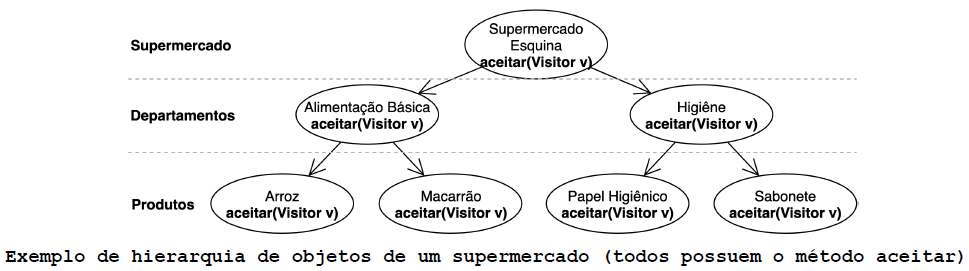 Supermercado
Supermercado
Esquina
aceitar(Visitor v)
Departamentos
Alimentação Básica
aceitar(Visitor v)
Higiêne
aceitar(Visitor v)
Produtos
Arroz
aceitar(Visitor v)
Macarrão
aceitar(Visitor v)
Papel Higiênico
aceitar(Visitor v)
Sabonete
aceitar(Visitor v)
Exemplo de hierarquia de objetos de um supermercado (todos possuem o método aceitar)